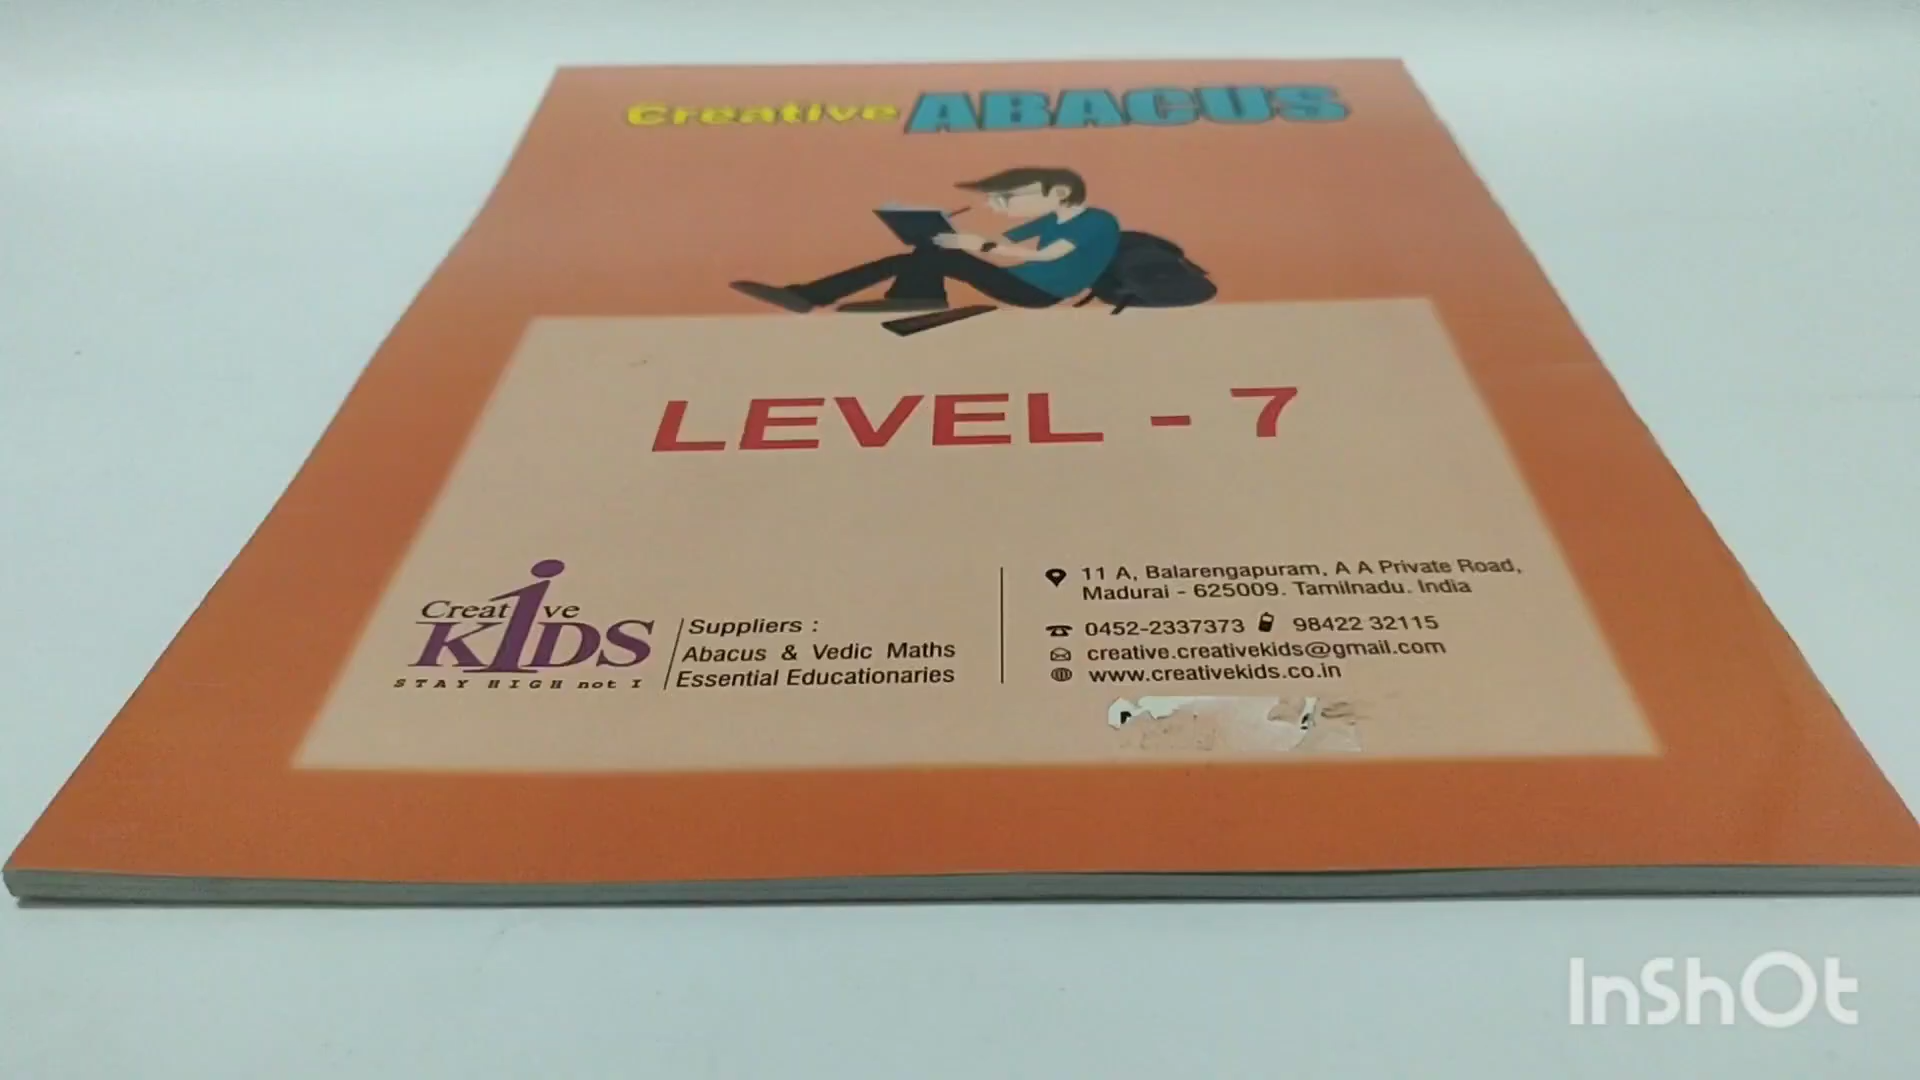 Creative ABACUS
LEVEL - 7
Creative
KiDS
STAY HIGH not I
Suppliers :
Abacus & Vedic Maths
Essential Educationaries
11 A, Balarengapuram, A A Private Road,
Madurai - 625009. Tamilnadu. India
0452-2337373 98422 32115
creative.creativekids@gmail.com
www.creativekids.co.in
InShOt